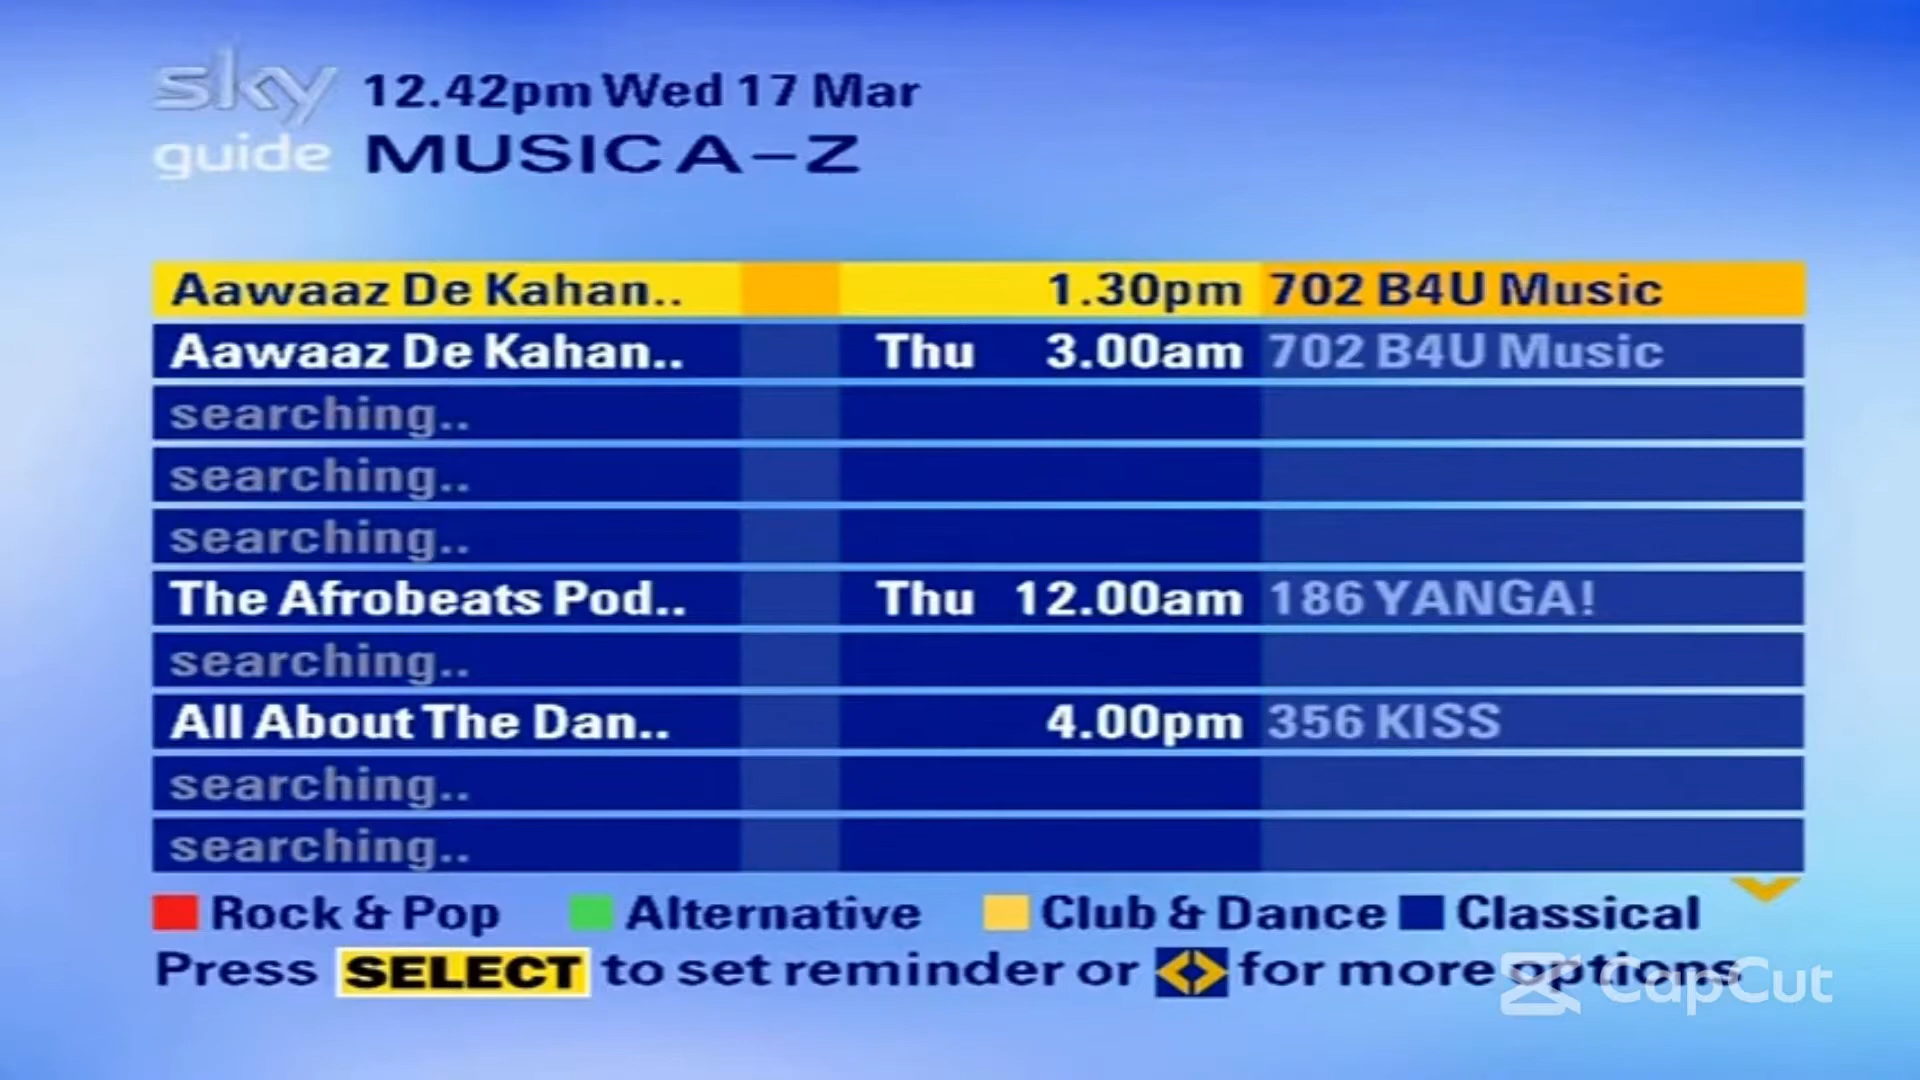 sky 12.42pm Wed 17 Mar
guide MUSIC A-Z
Aawaaz De Kahan.. 1.30pm 702 B4U Music
Aawaaz De Kahan.. Thu 3.00am 702 B4U Music
searching..
searching..
searching..
The Afrobeats Pod.. Thu 12.00am 186 YANGA!
searching..
All About The Dan.. 4.00pm 356 KISS
searching..
searching..
Rock & Pop Alternative Club & Dance Classical
Press SELECT to set reminder or for more options
CapCut